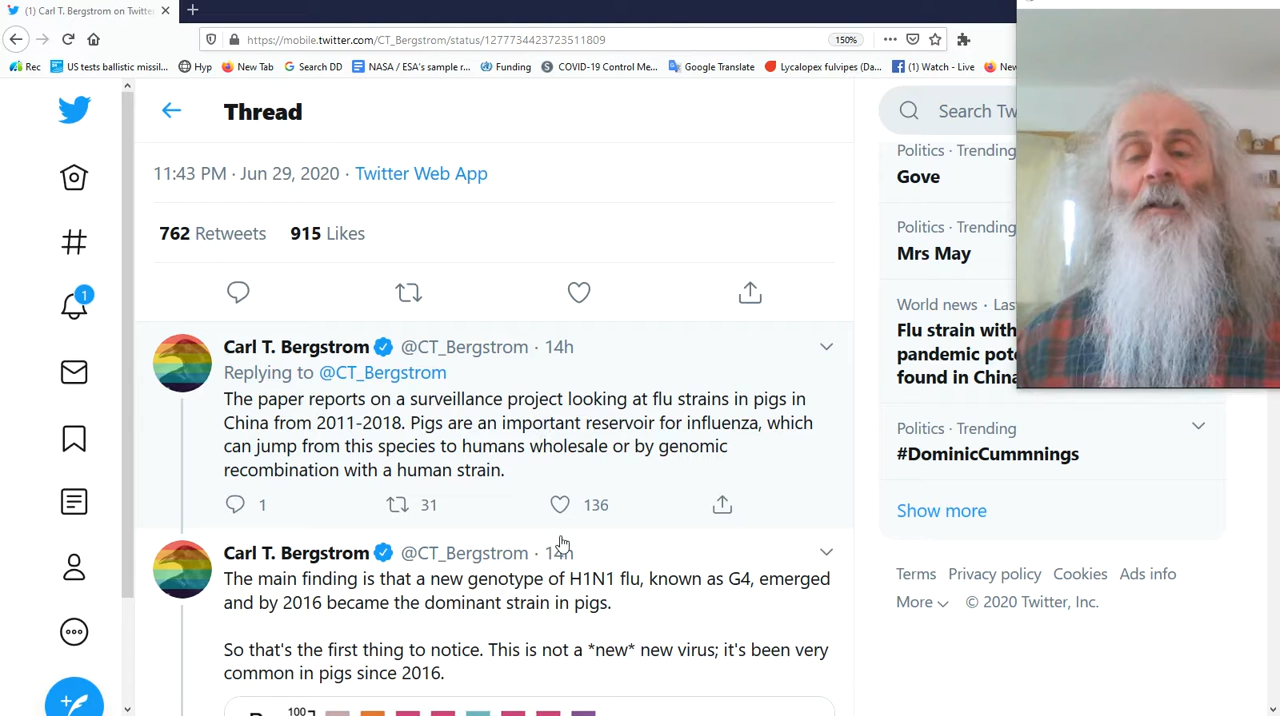 (1) Carl T. Bergstrom on Twitte
https://mobile.twitter.com/CT_Bergstrom/status/1277734423723511809
150%
Rec
US tests ballistic missil...
Hyp
New Tab
Search DD
NASA / ESA's sample r...
Funding
COVID-19 Control Me...
Google Translate
Lycalopex fulvipes (Da...
(1) Watch - Live
New
Thread
11:43 PM · Jun 29, 2020 · Twitter Web App
762 Retweets 915 Likes
Carl T. Bergstrom @CT_Bergstrom · 14h
Replying to @CT_Bergstrom
The paper reports on a surveillance project looking at flu strains in pigs in
China from 2011-2018. Pigs are an important reservoir for influenza, which
can jump from this species to humans wholesale or by genomic
recombination with a human strain.
1 31 136
Carl T. Bergstrom @CT_Bergstrom · 14h
The main finding is that a new genotype of H1N1 flu, known as G4, emerged
and by 2016 became the dominant strain in pigs.
So that's the first thing to notice. This is not a *new* new virus; it's been very
common in pigs since 2016.
100
1
Search Tw
Politics · Trending
Gove
Politics · Trending
Mrs May
World news · Las
Flu strain with
pandemic pote
found in China
Politics · Trending
#DominicCummnings
Show more
Terms Privacy policy Cookies Ads info
More © 2020 Twitter, Inc.